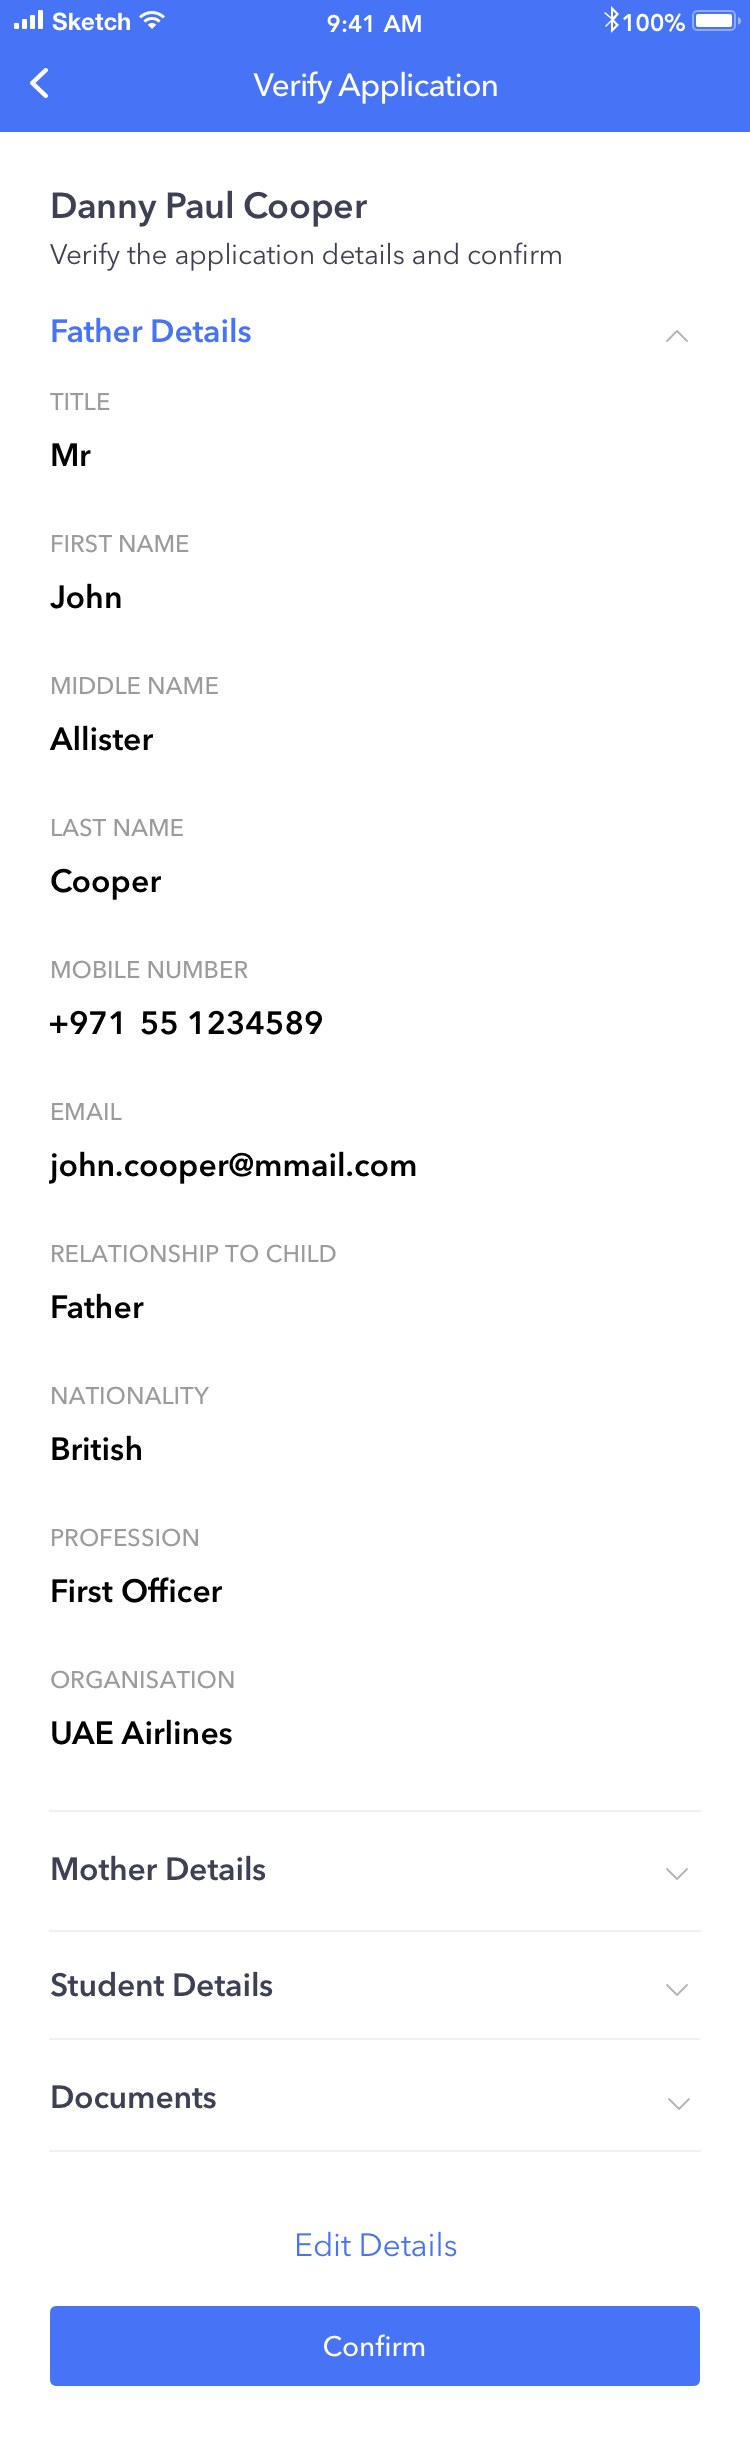 Sketch 9:41 AM 100%
Verify Application
Danny Paul Cooper
Verify the application details and confirm
Father Details
TITLE
Mr
FIRST NAME
John
MIDDLE NAME
Allister
LAST NAME
Cooper
MOBILE NUMBER
+971 55 1234589
EMAIL
john.cooper@mmail.com
RELATIONSHIP TO CHILD
Father
NATIONALITY
British
PROFESSION
First Officer
ORGANISATION
UAE Airlines
Mother Details
Student Details
Documents
Edit Details
Confirm